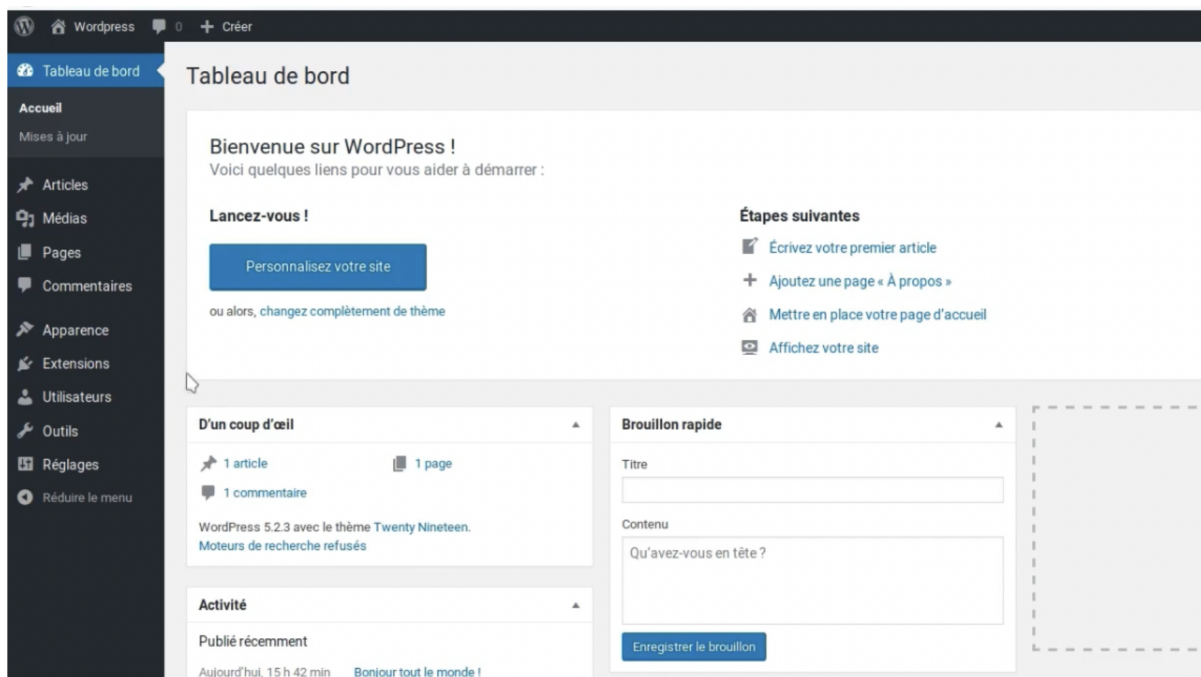 Wordpress 0 Créer
Tableau de bord
Accueil
Mises à jour
Articles
Médias
Pages
Commentaires
Apparence
Extensions
Utilisateurs
Outils
Réglages
Réduire le menu
Tableau de bord
Bienvenue sur WordPress !
Voici quelques liens pour vous aider à démarrer :
Lancez-vous !
Personnalisez votre site
ou alors, changez complètement de thème
Étapes suivantes
Écrivez votre premier article
Ajoutez une page « À propos »
Mettre en place votre page d'accueil
Affichez votre site
D'un coup d'œil
1 article 1 page
1 commentaire
WordPress 5.2.3 avec le thème Twenty Nineteen.
Moteurs de recherche refusés
Activité
Publié récemment
Aujourd'hui, 15 h 42 min Bonjour tout le monde !
Brouillon rapide
Titre
Contenu
Qu'avez-vous en tête ?
Enregistrer le brouillon